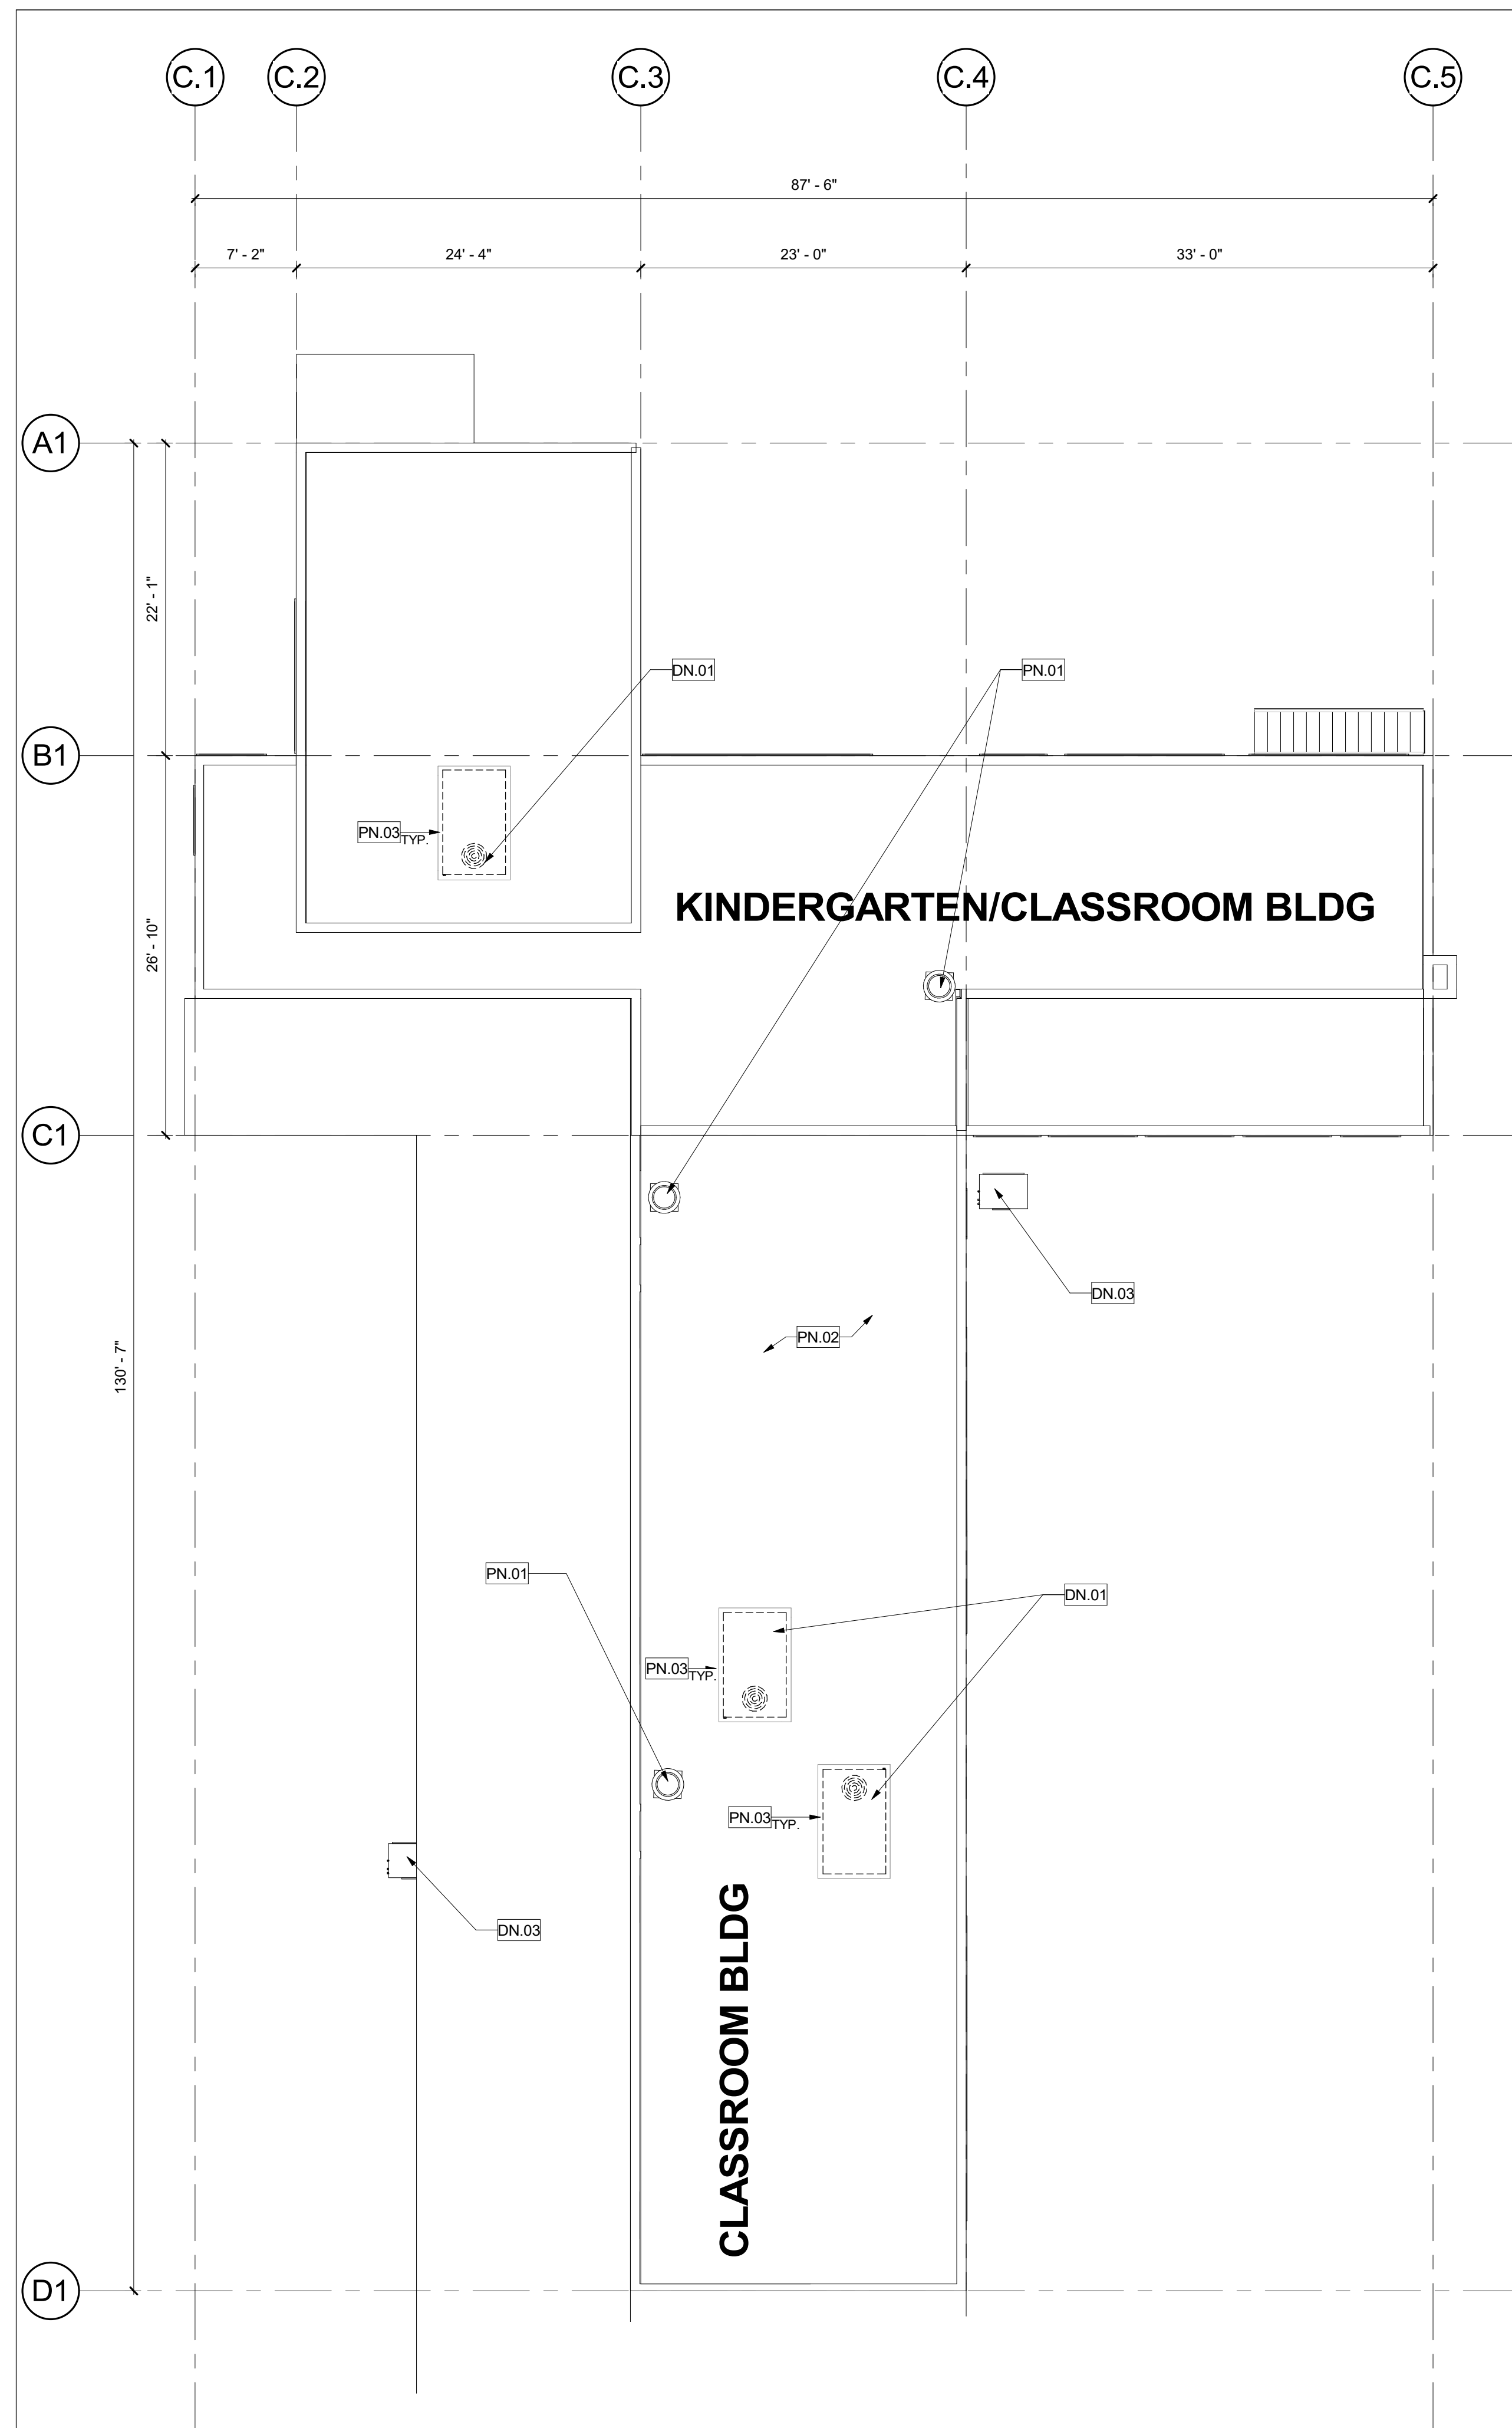 C.1
C.2
C.3
C.4
C.5
87' - 6"
7' - 2"
24' - 4"
23' - 0"
33' - 0"
A1
22' - 1"
DN.01
PN.01
B1
PN.03
TYP.
KINDERGARTEN/CLASSROOM BLDG
26' - 10"
C1
DN.03
PN.02
130' - 7"
PN.01
DN.01
PN.03
TYP.
PN.03
TYP.
DN.03
CLASSROOM BLDG
D1